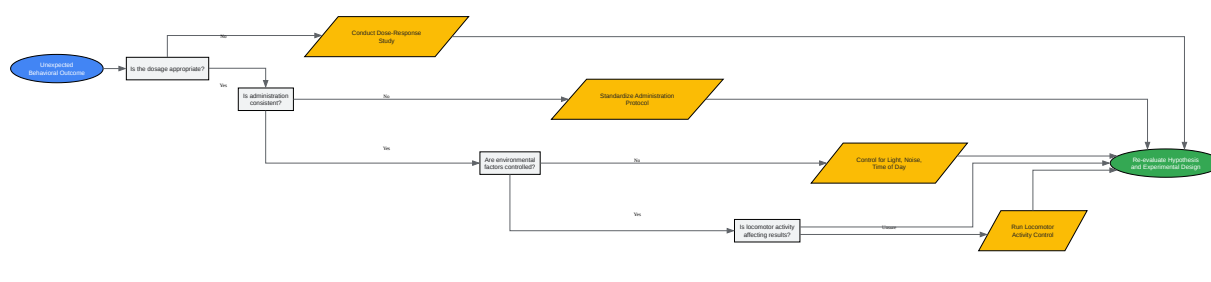 No
Conduct Dose-Response
Study
Unexpected
Behavioral Outcome
Is the dosage appropriate?
Yes
Is administration
consistent?
No
Standardize Administration
Protocol
Yes
Are environmental
factors controlled?
No
Control for Light, Noise,
Time of Day
Re-evaluate Hypothesis
and Experimental Design
Yes
Is locomotor activity
affecting results?
Unsure
Run Locomotor
Activity Control